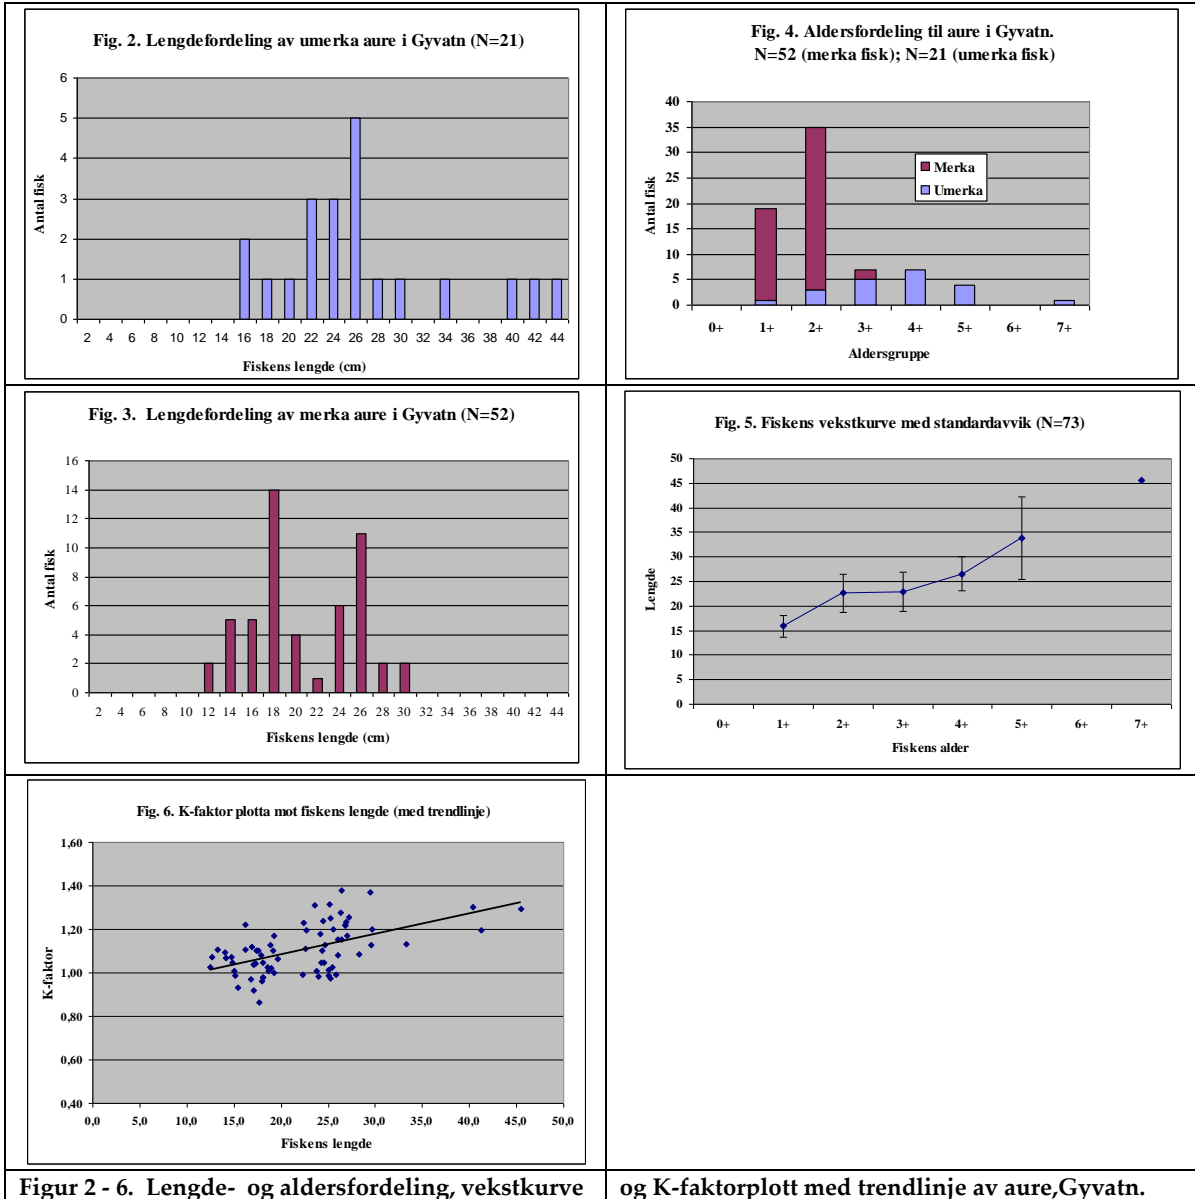 Fig. 2. Lengdefordeling av umerka aure i Gyvatn (N=21)
6
5
4
3
2
1
0
Antal fisk
2 4 6 8 10 12 14 16 18 20 22 24 26 28 30 32 34 36 38 40 42 44
Fiskens lengde (cm)
Fig. 4. Aldersfordeling til aure i Gyvatn.
N=52 (merka fisk); N=21 (umerka fisk)
40
35
30
25
20
15
10
5
0
Antal fisk
Merka
Umerka
0+ 1+ 2+ 3+ 4+ 5+ 6+ 7+
Aldersgruppe
Fig. 3. Lengdefordeling av merka aure i Gyvatn (N=52)
16
14
12
10
8
6
4
2
0
Antal fisk
2 4 6 8 10 12 14 16 18 20 22 24 26 28 30 32 34 36 38 40 42 44
Fiskens lengde (cm)
Fig. 5. Fiskens vekstkurve med standardavvik (N=73)
50
45
40
35
30
25
20
15
10
5
0
Lengde
0+ 1+ 2+ 3+ 4+ 5+ 6+ 7+
Fiskens alder
Fig. 6. K-faktor plotta mot fiskens lengde (med trendlinje)
1,60
1,40
1,20
1,00
0,80
0,60
0,40
K-faktor
0,0 5,0 10,0 15,0 20,0 25,0 30,0 35,0 40,0 45,0 50,0
Fiskens lengde
Figur 2 - 6. Lengde- og aldersfordeling, vekstkurve og K-faktorplott med trendlinje av aure,Gyvatn.